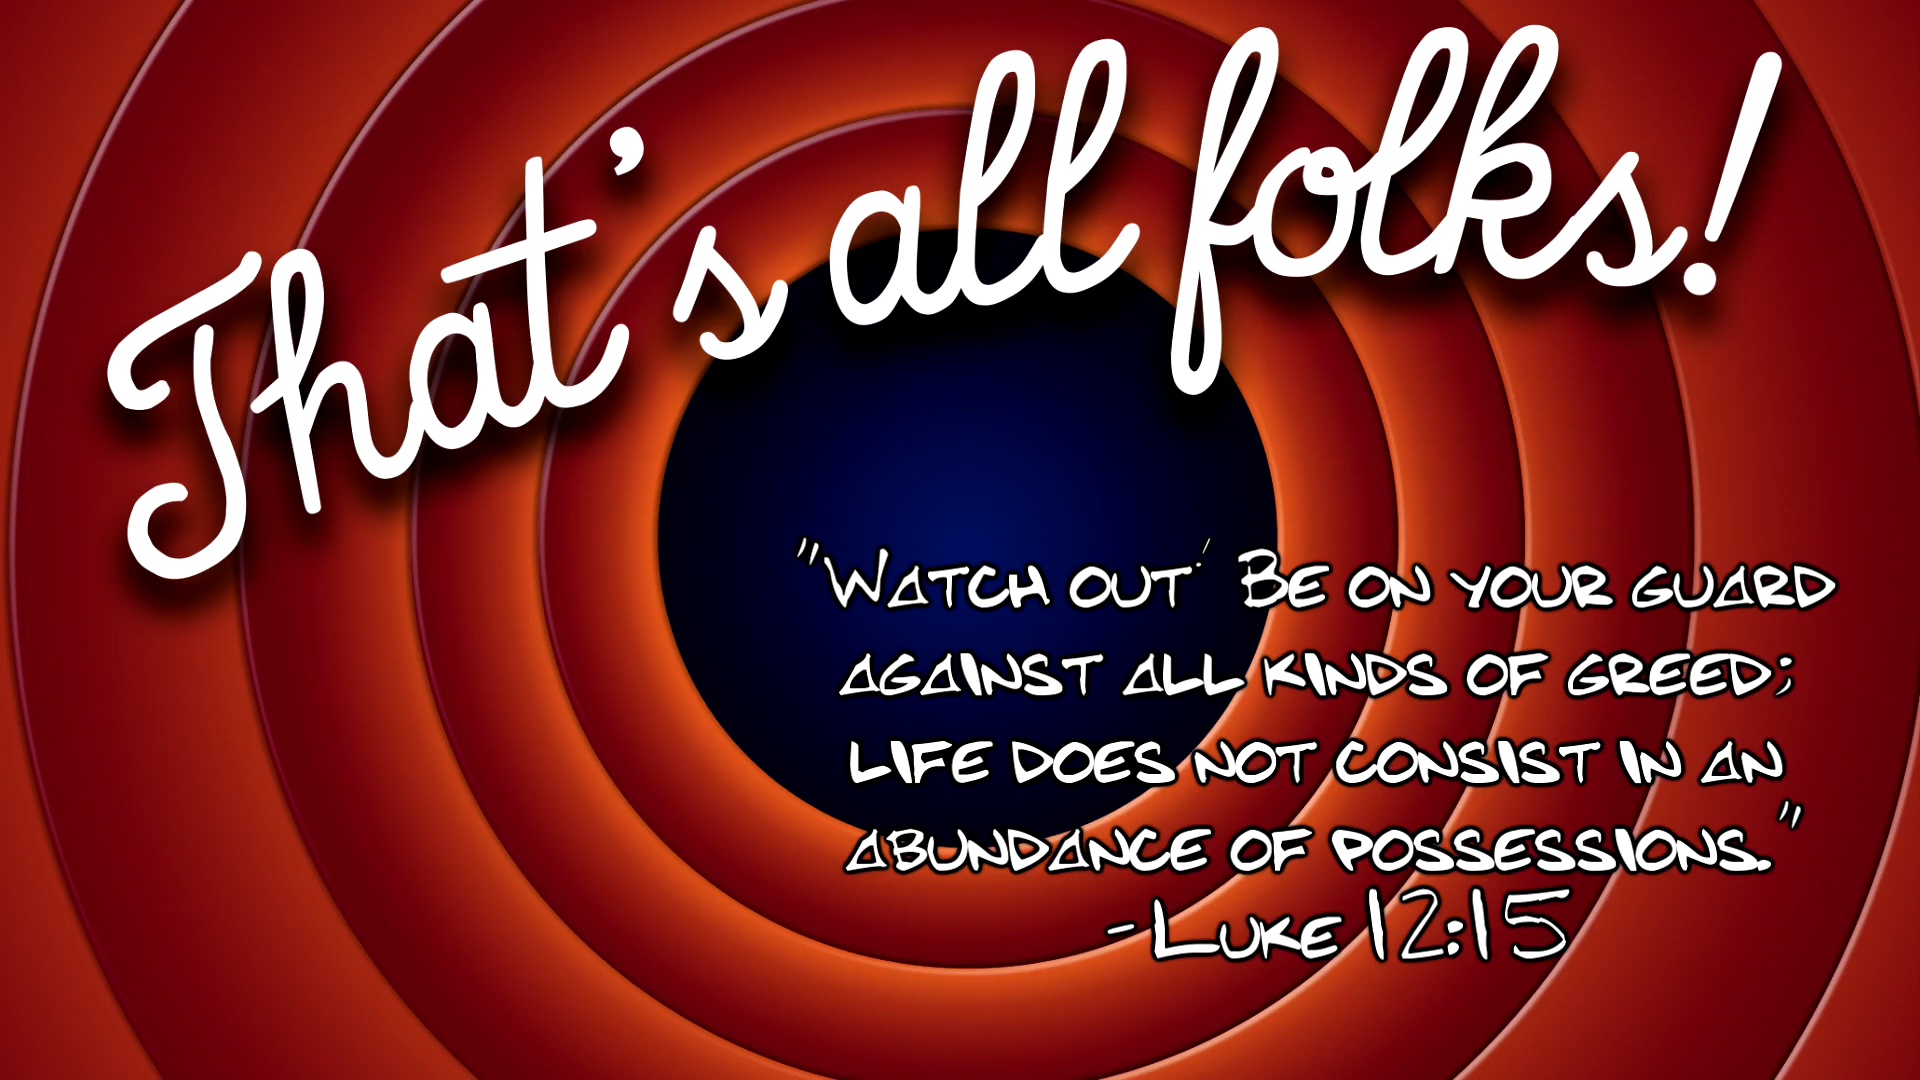 That's all folks!
"Watch out! Be on your guard
against all kinds of greed;
life does not consist in an
abundance of possessions."
- Luke 12:15